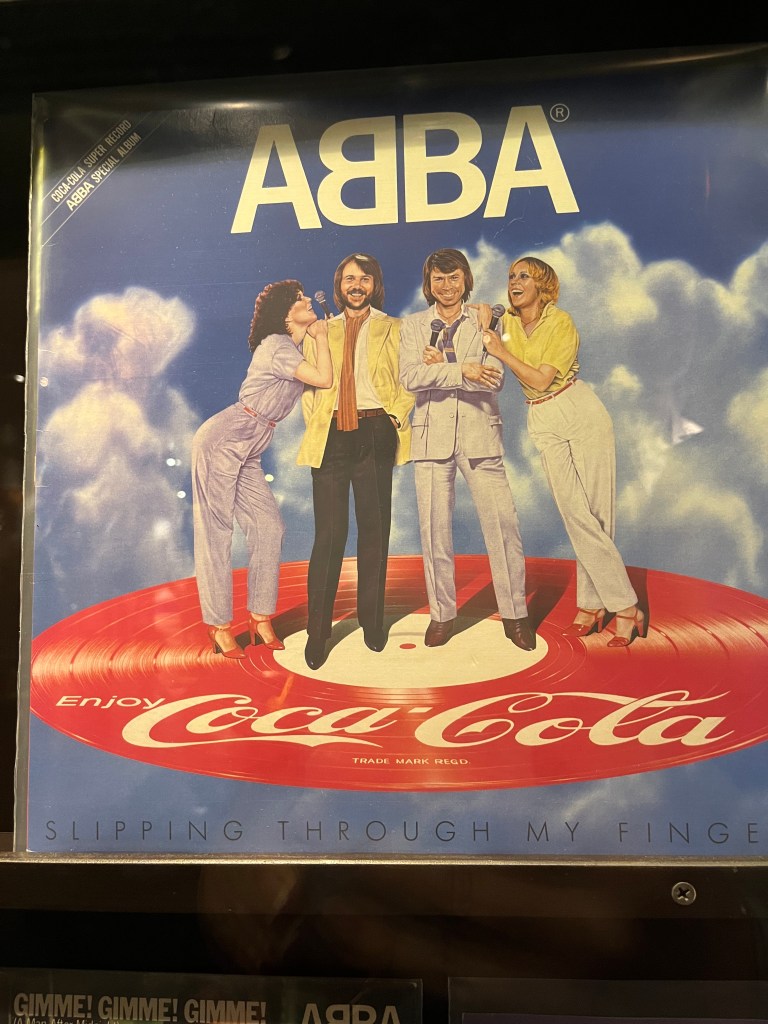 COCA-COLA SUPER RECORD
ABBA SPECIAL ALBUM
ABBA®
Enjoy
Coca-Cola
TRADE MARK REGD.
SLIPPING THROUGH MY FINGE
GIMME! GIMME! GIMME!
ABBA